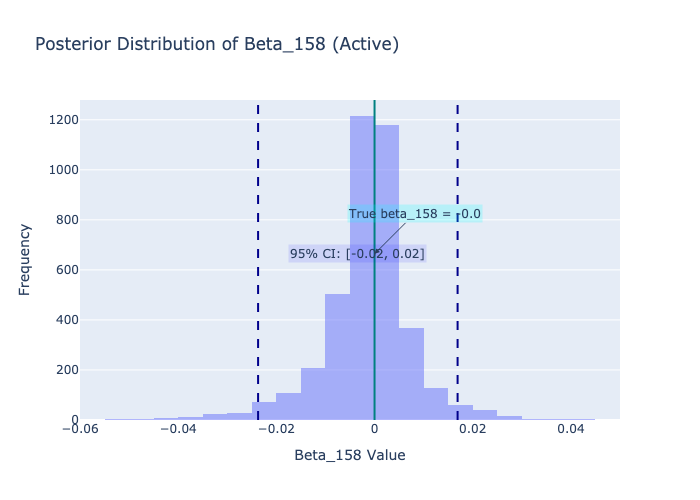 Posterior Distribution of Beta_158 (Active)
1200
1000
800
600
400
200
0
Frequency
True beta_158 = -0.0
95% CI: [-0.02, 0.02]
−0.06
−0.04
−0.02
0
0.02
0.04
Beta_158 Value